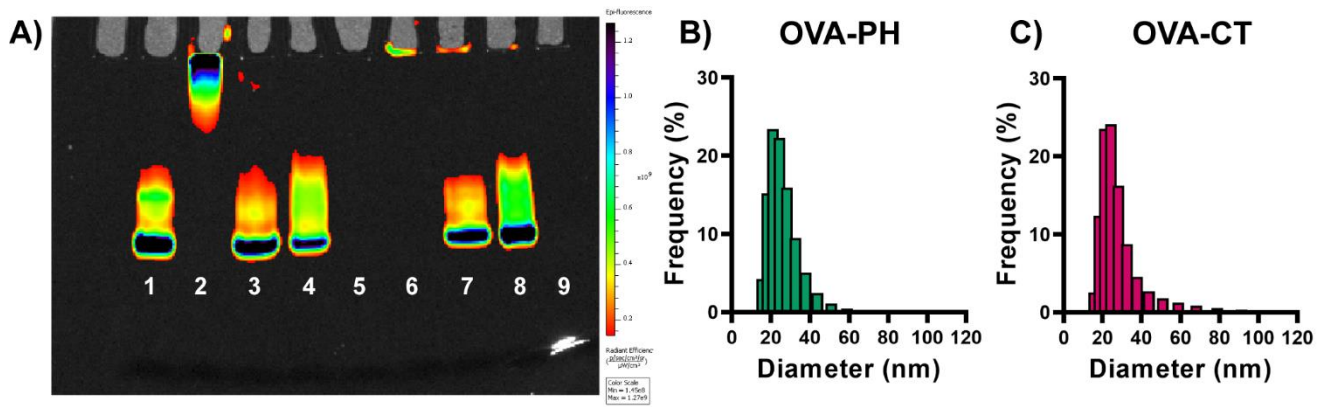 A)
Epi-fluorescence
1.2
1.0
x10⁹
0.8
0.6
0.4
0.2
1 2 3 4 5 6 7 8 9
Color Scale
Min = 1.45e8
Max = 1.27e9
B) OVA-PH
Frequency (%)
30
20
10
0
0 20 40 60 80 100 120
Diameter (nm)
C) OVA-CT
Frequency (%)
30
20
10
0
0 20 40 60 80 100 120
Diameter (nm)